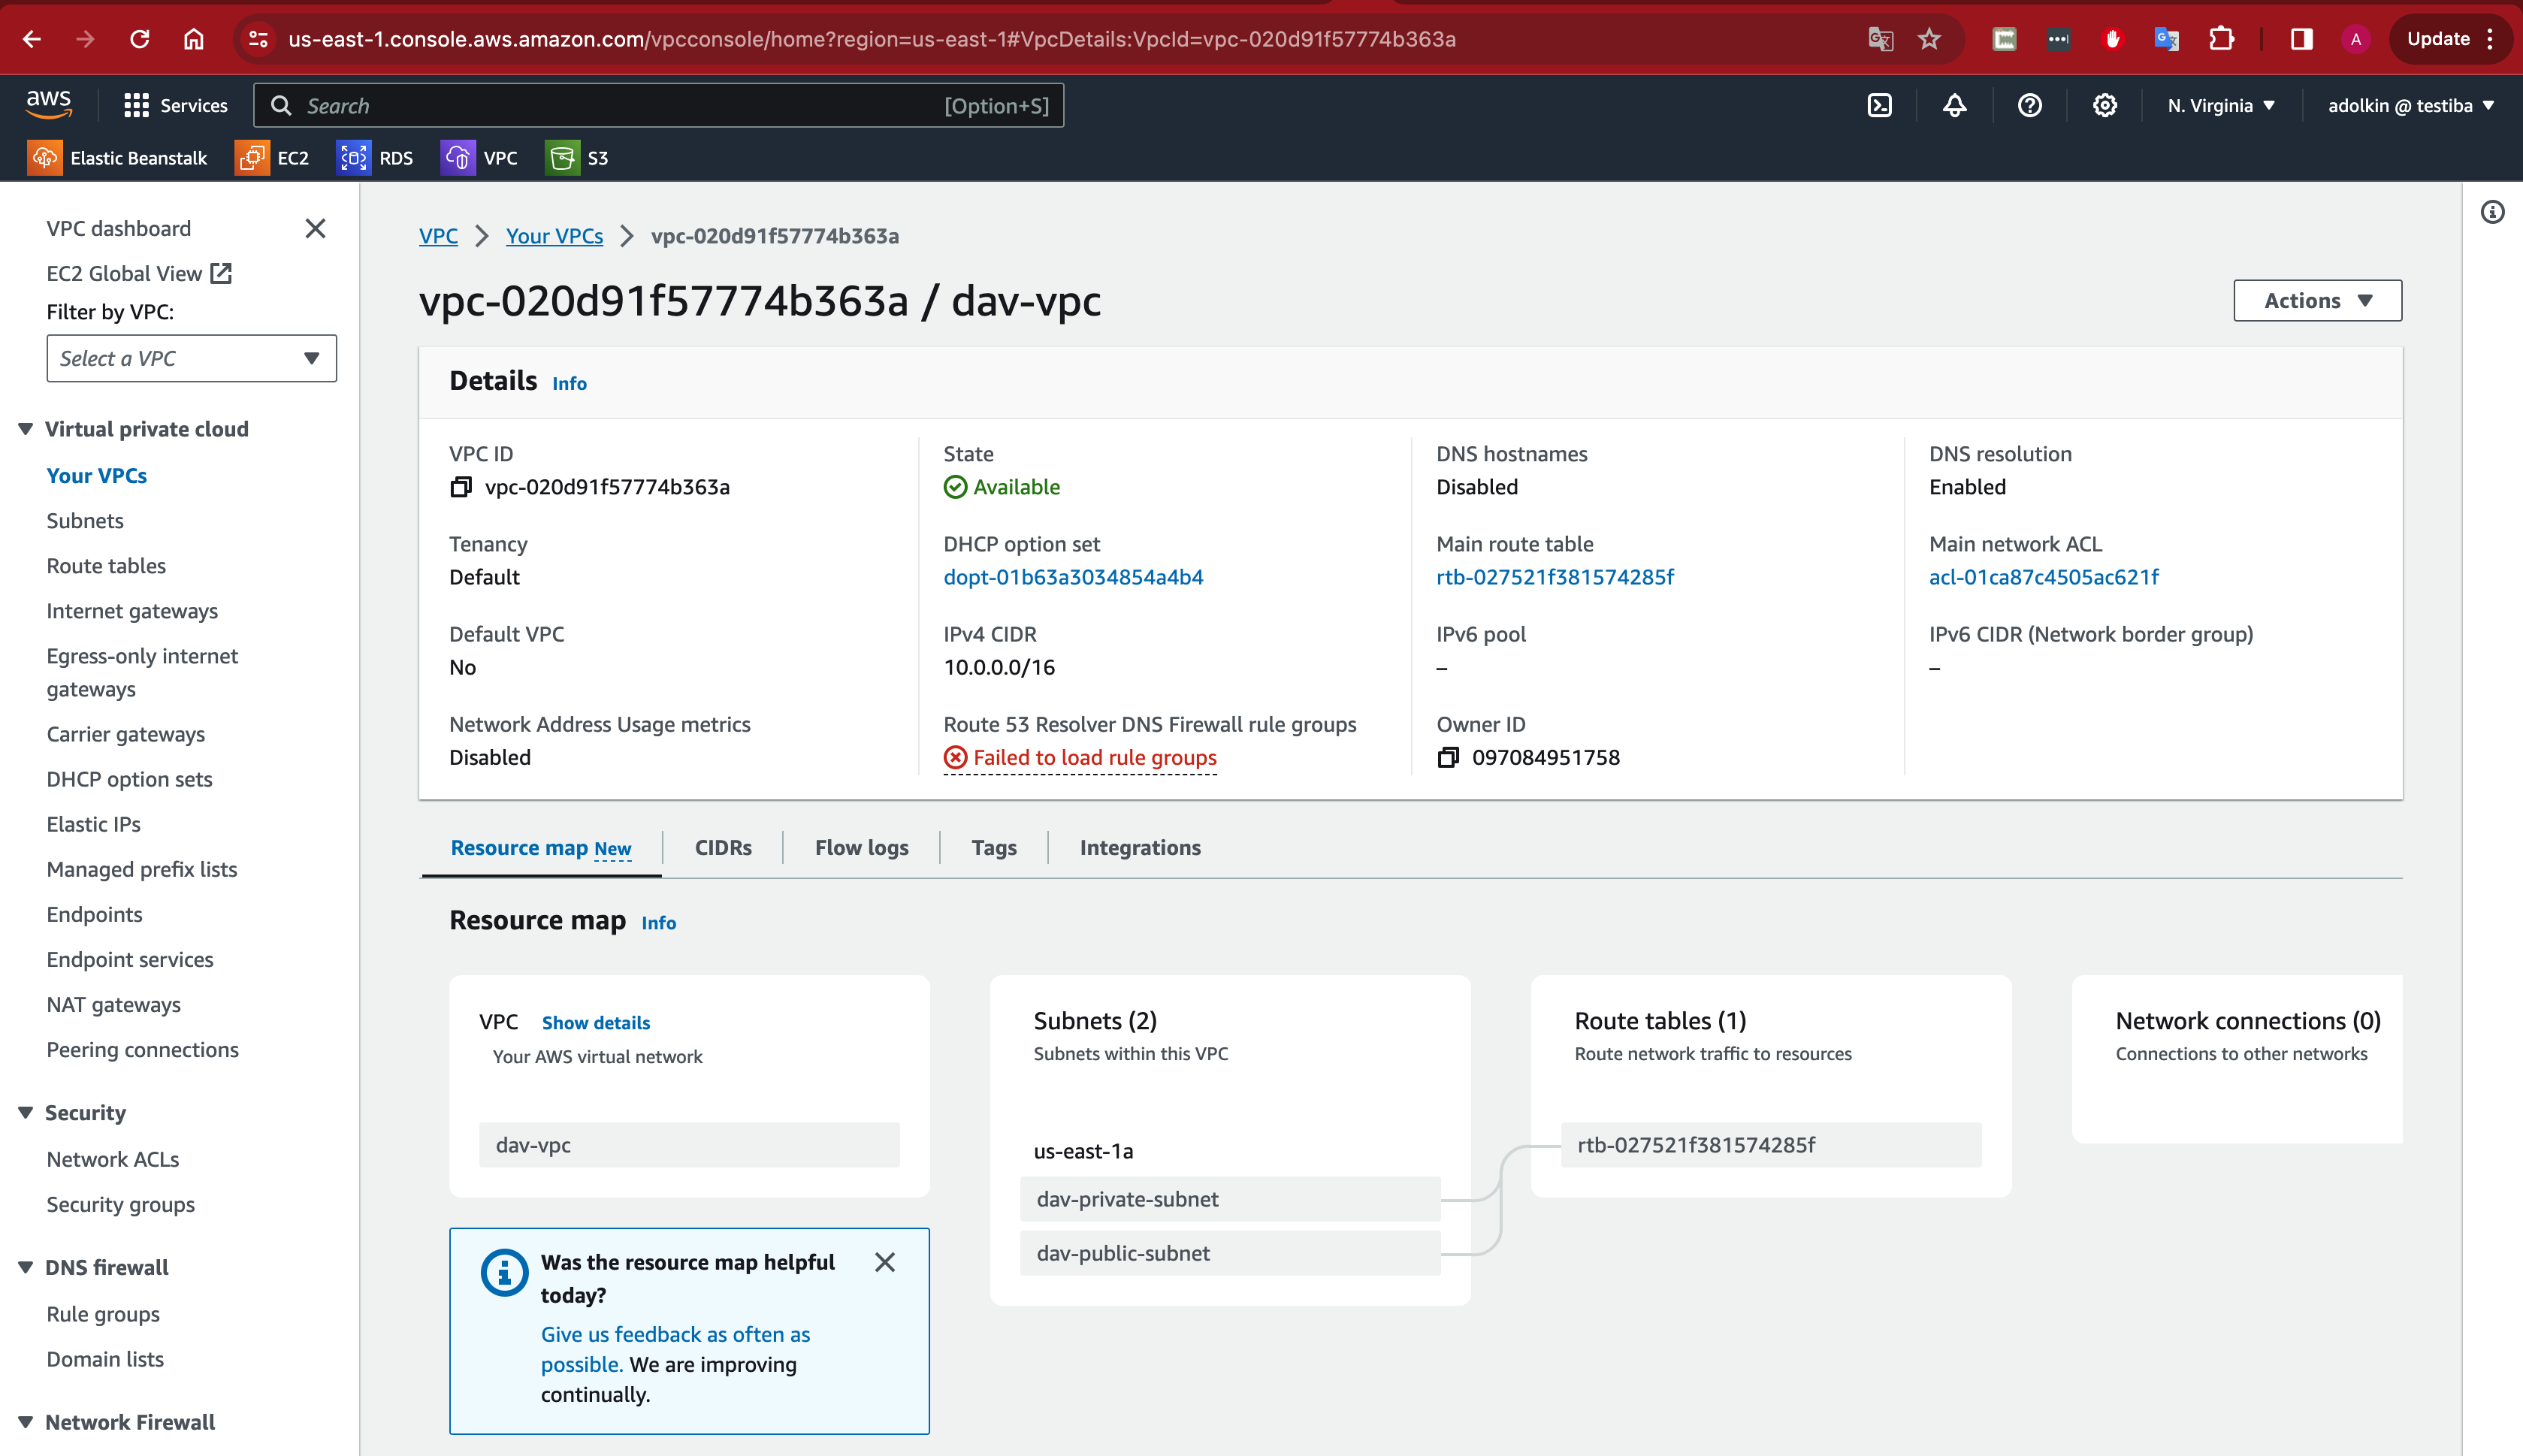 us-east-1.console.aws.amazon.com/vpcconsole/home?region=us-east-1#VpcDetails:VpcId=vpc-020d91f57774b363a
A
Update
aws
Services
Search
[Option+S]
N. Virginia
adolkin @ testiba
Elastic Beanstalk
EC2
RDS
VPC
S3
VPC dashboard
EC2 Global View
Filter by VPC:
Select a VPC
Virtual private cloud
Your VPCs
Subnets
Route tables
Internet gateways
Egress-only internet
gateways
Carrier gateways
DHCP option sets
Elastic IPs
Managed prefix lists
Endpoints
Endpoint services
NAT gateways
Peering connections
Security
Network ACLs
Security groups
DNS firewall
Rule groups
Domain lists
Network Firewall
VPC
Your VPCs
vpc-020d91f57774b363a
vpc-020d91f57774b363a / dav-vpc
Actions
Details Info
VPC ID
vpc-020d91f57774b363a
State
Available
DNS hostnames
Disabled
DNS resolution
Enabled
Tenancy
Default
DHCP option set
dopt-01b63a3034854a4b4
Main route table
rtb-027521f381574285f
Main network ACL
acl-01ca87c4505ac621f
Default VPC
No
IPv4 CIDR
10.0.0.0/16
IPv6 pool
–
IPv6 CIDR (Network border group)
–
Network Address Usage metrics
Disabled
Route 53 Resolver DNS Firewall rule groups
Failed to load rule groups
Owner ID
097084951758
Resource map New
CIDRs
Flow logs
Tags
Integrations
Resource map Info
VPC Show details
Your AWS virtual network
dav-vpc
Subnets (2)
Subnets within this VPC
us-east-1a
dav-private-subnet
dav-public-subnet
Route tables (1)
Route network traffic to resources
rtb-027521f381574285f
Network connections (0)
Connections to other networks
Was the resource map helpful
today?
Give us feedback as often as
possible. We are improving
continually.